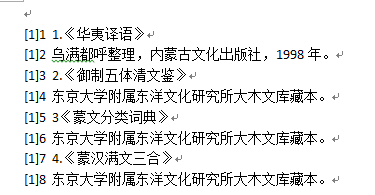 [1]1 1.《华夷译语》
[1]2 乌满都呼整理，内蒙古文化出版社，1998 年。
[1]3 2.《御制五体清文鉴》
[1]4 东京大学附属东洋文化研究所大木文库藏本。
[1]5 3《蒙文分类词典》
[1]6 东京大学附属东洋文化研究所大木文库藏本。
[1]7 4.《蒙汉满文三合》
[1]8 东京大学附属东洋文化研究所大木文库藏本。